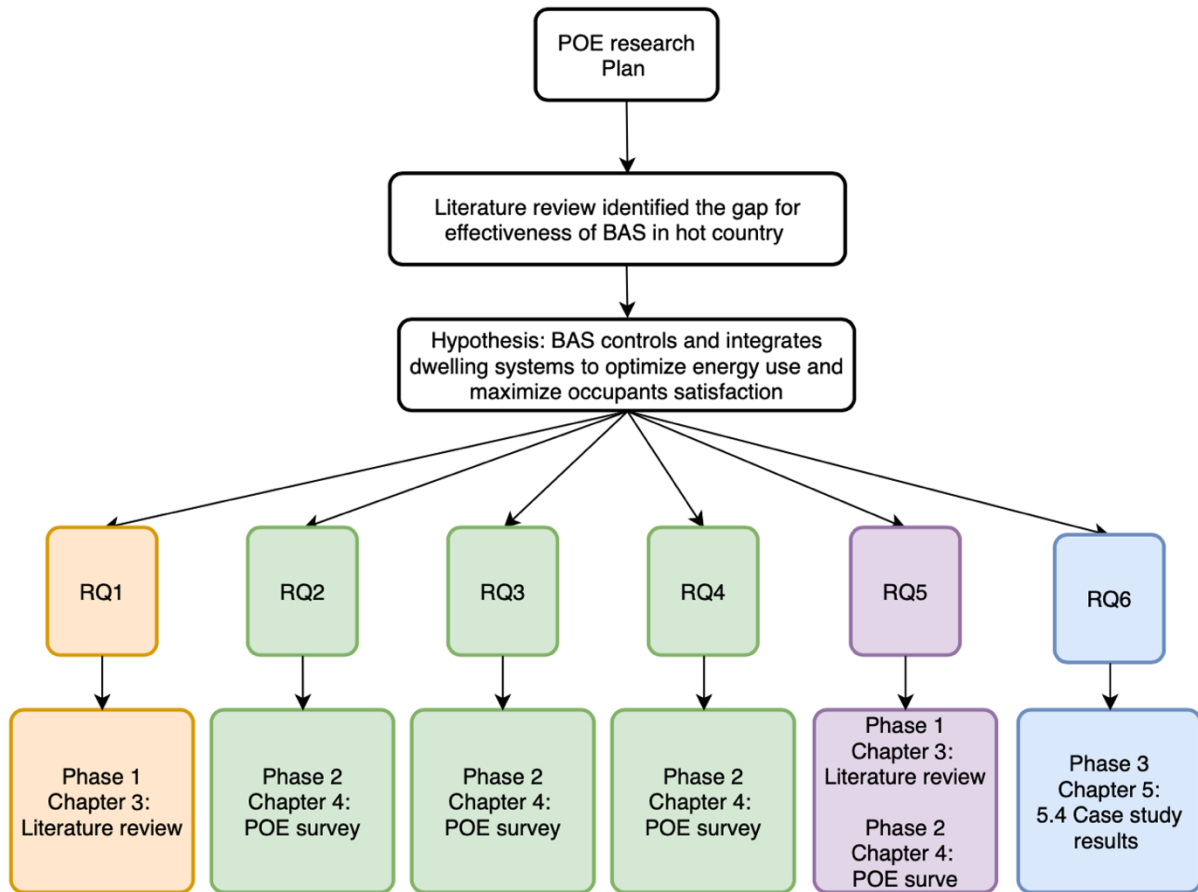 POE research
Plan
Literature review identified the gap for
effectiveness of BAS in hot country
Hypothesis: BAS controls and integrates
dwelling systems to optimize energy use and
maximize occupants satisfaction
RQ1
RQ2
RQ3
RQ4
RQ5
RQ6
Phase 1
Chapter 3:
Literature review
Phase 2
Chapter 4:
POE survey
Phase 2
Chapter 4:
POE survey
Phase 2
Chapter 4:
POE survey
Phase 1
Chapter 3:
Literature review
Phase 2
Chapter 4:
POE surve
Phase 3
Chapter 5:
5.4 Case study
results